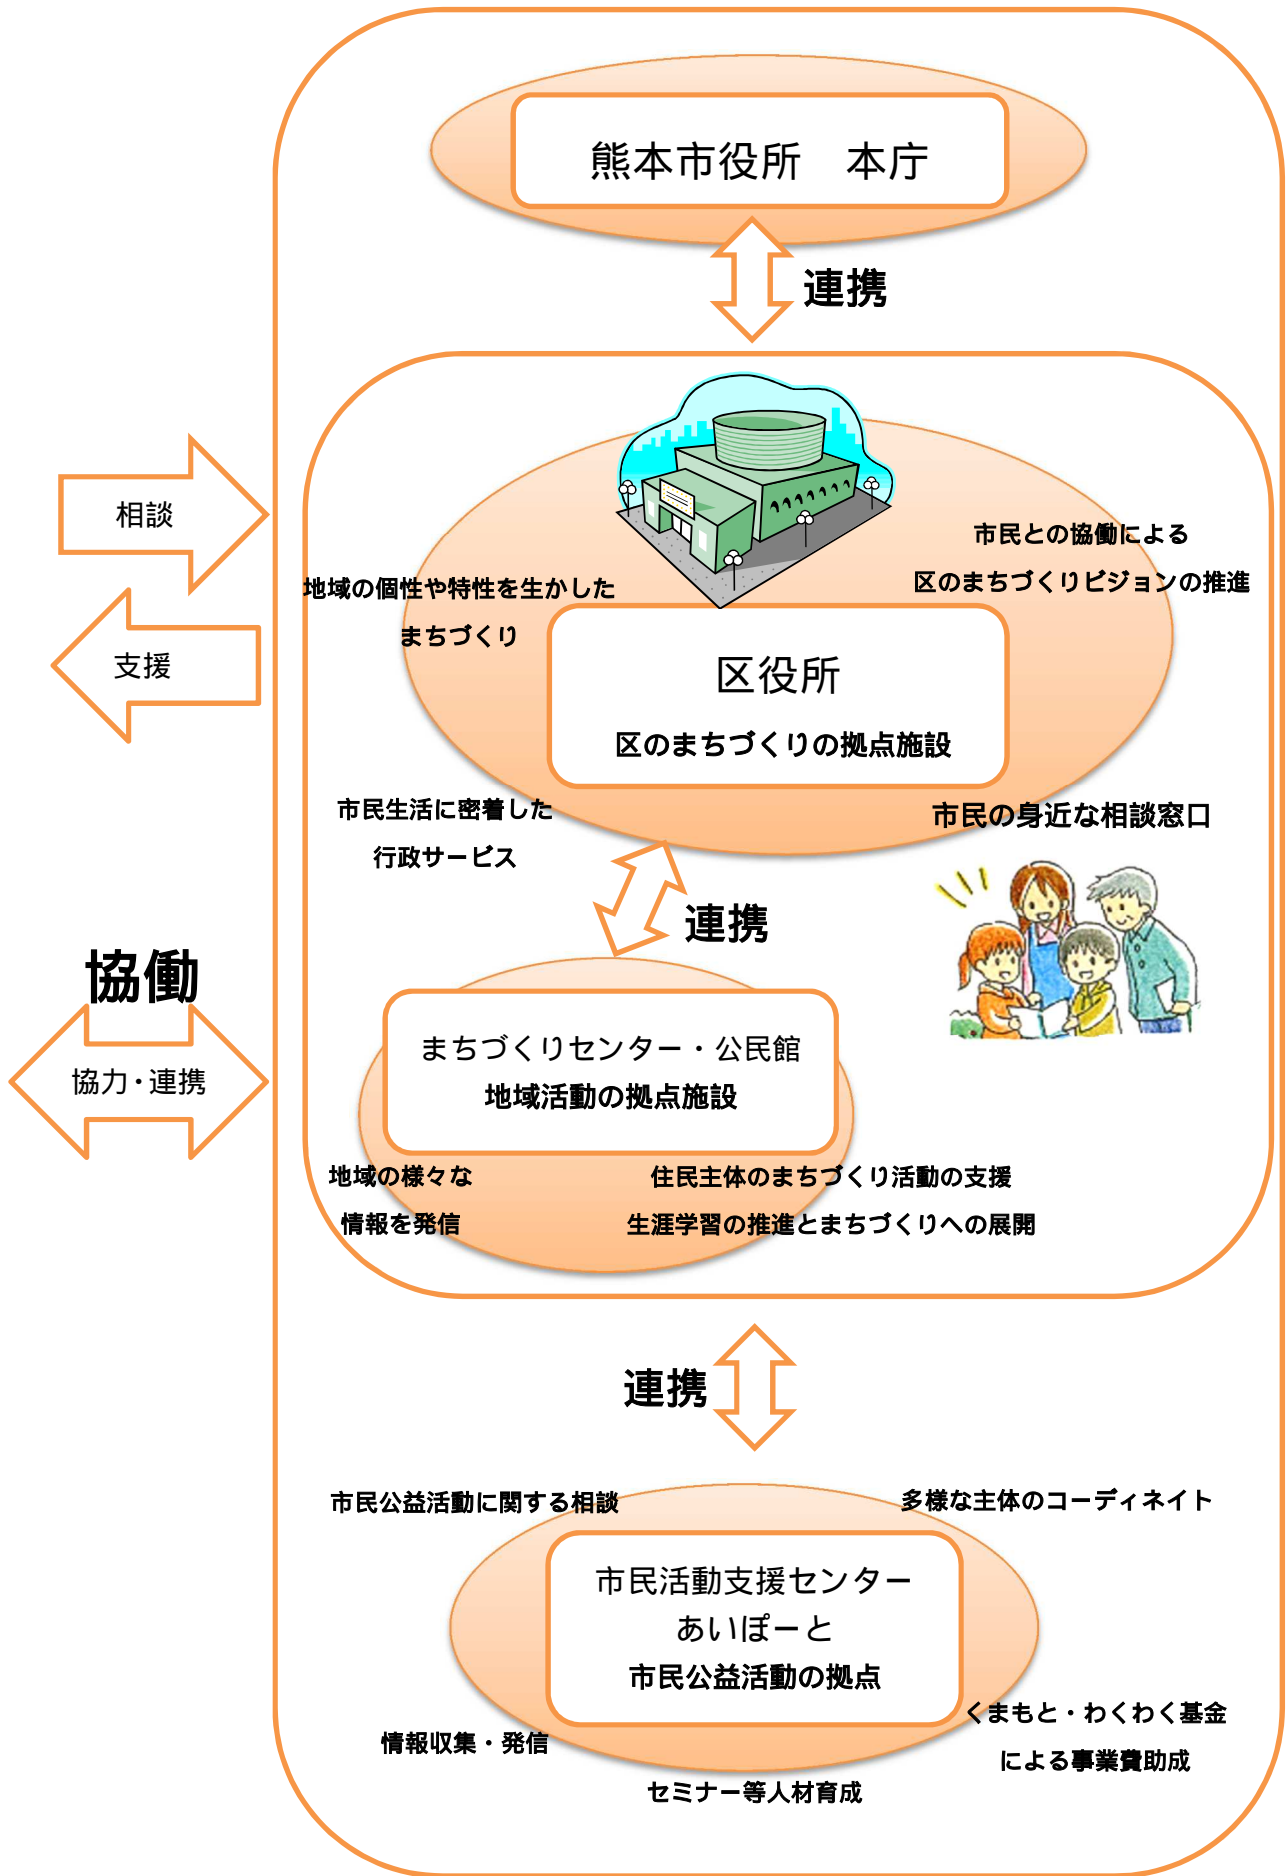 熊本市役所　本庁
連携
相談
支援
地域の個性や特性を生かした
まちづくり
市民との協働による
区のまちづくりビジョンの推進
区役所
区のまちづくりの拠点施設
市民生活に密着した
行政サービス
市民の身近な相談窓口
連携
協働
協力・連携
まちづくりセンター・公民館
地域活動の拠点施設
地域の様々な
情報を発信
住民主体のまちづくり活動の支援
生涯学習の推進とまちづくりへの展開
連携
市民公益活動に関する相談
多様な主体のコーディネイト
市民活動支援センター
あいぽーと
市民公益活動の拠点
くまもと・わくわく基金
による事業費助成
情報収集・発信
セミナー等人材育成